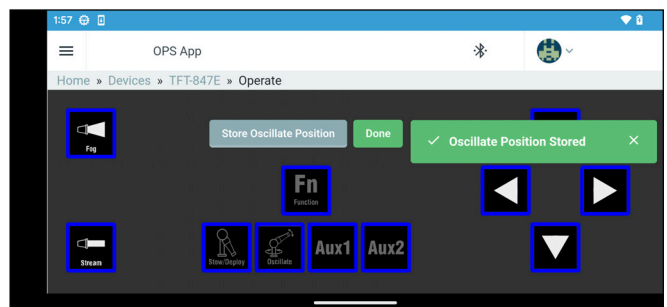 1:57
OPS App
Home » Devices » TFT-847E » Operate
Store Oscillate Position
Done
Oscillate Position Stored
Fog
Fn
Function
Stream
Stow/Deploy
Oscillate
Aux1
Aux2